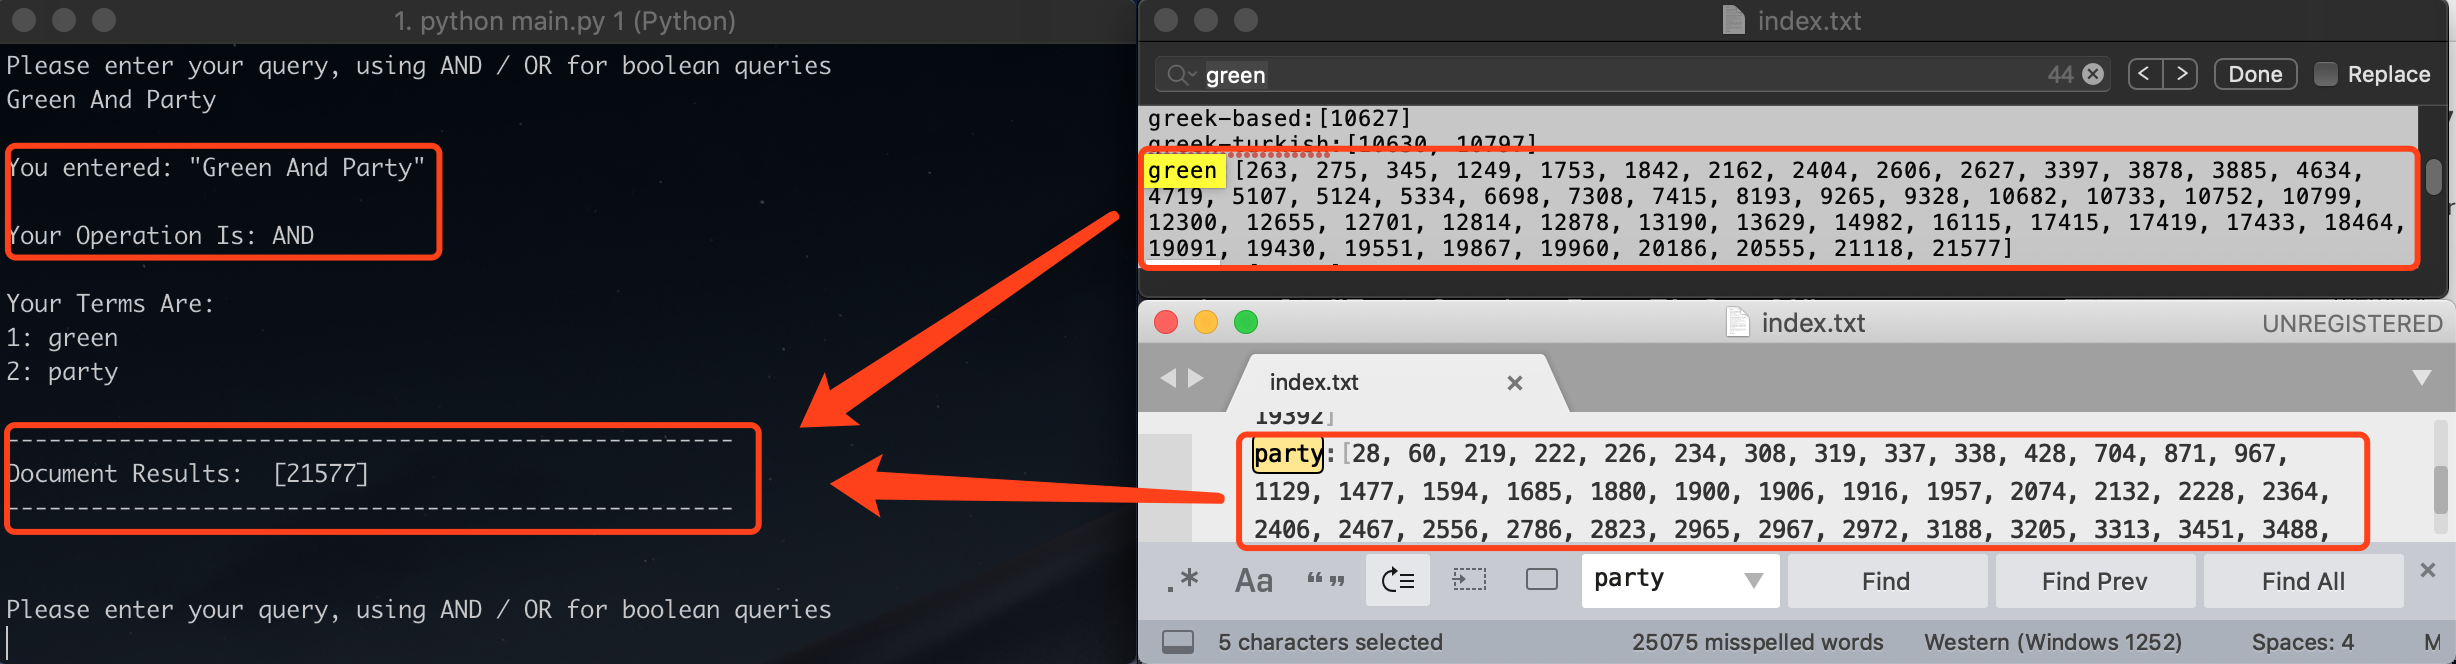 1. python main.py 1 (Python)
Please enter your query, using AND / OR for boolean queries
Green And Party
You entered: "Green And Party"
Your Operation Is: AND
Your Terms Are:
1: green
2: party
----------------------------------------------------
Document Results:  [21577]
----------------------------------------------------
Please enter your query, using AND / OR for boolean queries
index.txt
green 44 < > Done Replace
greek-based:[10627]
greek-turkish:[10630, 10797]
green [263, 275, 345, 1249, 1753, 1842, 2162, 2404, 2606, 2627, 3397, 3878, 3885, 4634,
4719, 5107, 5124, 5334, 6698, 7308, 7415, 8193, 9265, 9328, 10682, 10733, 10752, 10799,
12300, 12655, 12701, 12814, 12878, 13190, 13629, 14982, 16115, 17415, 17419, 17433, 18464,
19091, 19430, 19551, 19867, 19960, 20186, 20555, 21118, 21577]
index.txt UNREGISTERED
index.txt ×
19392]
party:[28, 60, 219, 222, 226, 234, 308, 319, 337, 338, 428, 704, 871, 967,
1129, 1477, 1594, 1685, 1880, 1900, 1906, 1916, 1957, 2074, 2132, 2228, 2364,
2406, 2467, 2556, 2786, 2823, 2965, 2967, 2972, 3188, 3205, 3313, 3451, 3488,
.* Aa “” party Find Find Prev Find All ×
5 characters selected 25075 misspelled words Western (Windows 1252) Spaces: 4 M